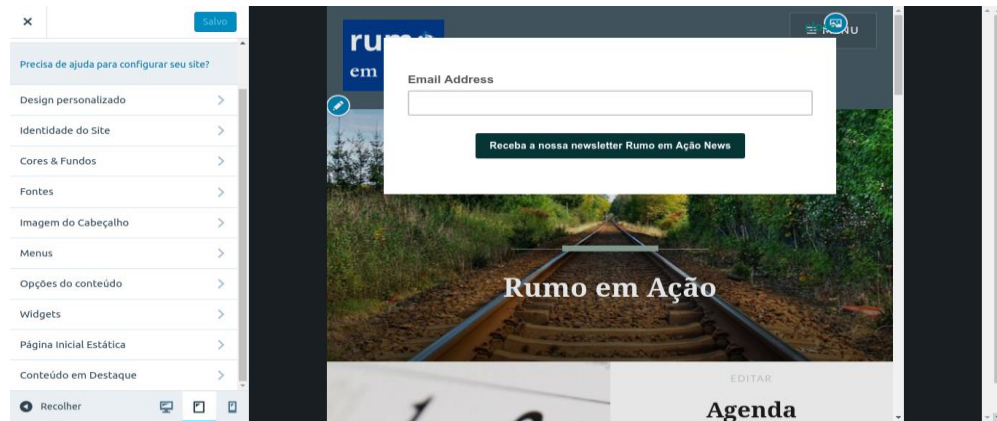 Salvo
Precisa de ajuda para configurar seu site?
Design personalizado
Identidade do Site
Cores & Fundos
Fontes
Imagem do Cabeçalho
Menus
Opções do conteúdo
Widgets
Página Inicial Estática
Conteúdo em Destaque
Recolher
em
Email Address
Receba a nossa newsletter Rumo em Ação News
Rumo em Ação
EDITAR
Agenda